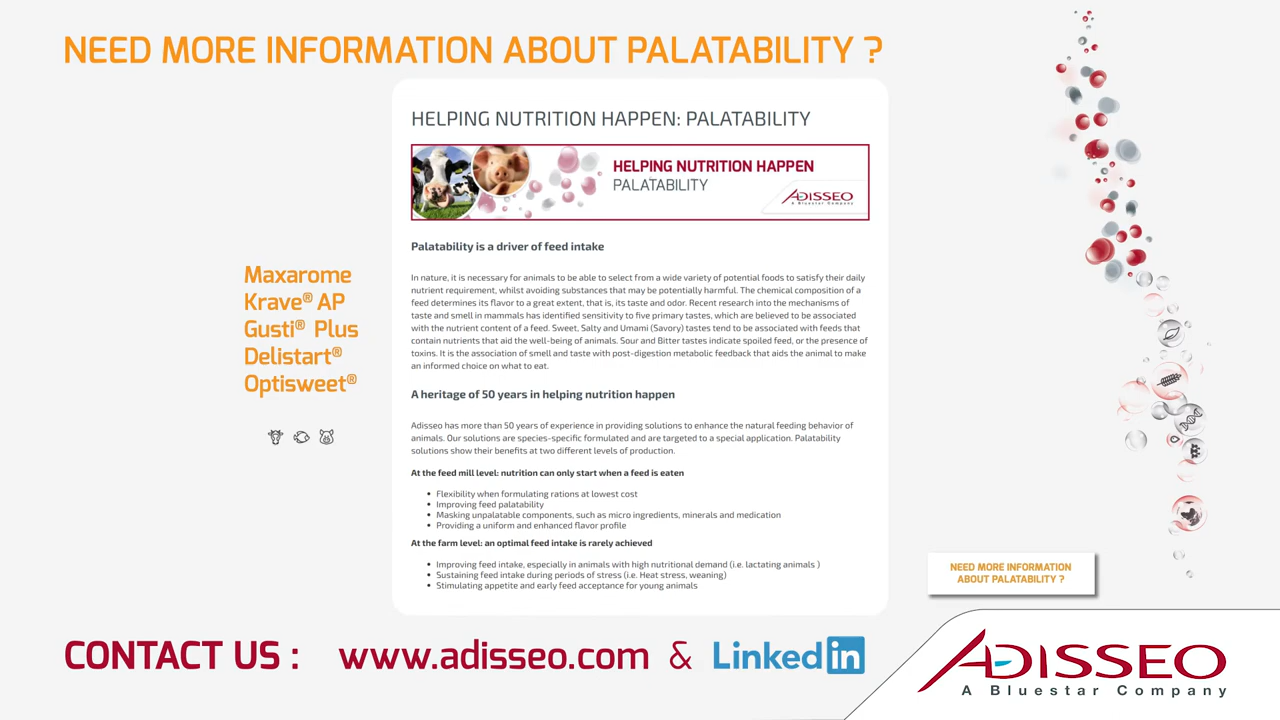 NEED MORE INFORMATION ABOUT PALATABILITY ?
HELPING NUTRITION HAPPEN: PALATABILITY
HELPING NUTRITION HAPPEN
PALATABILITY
ADISSEO
A Bluestar Company
Palatability is a driver of feed intake
In nature, it is necessary for animals to be able to select from a wide variety of potential foods to satisfy their daily
nutrient requirement, whilst avoiding substances that may be potentially harmful. The chemical composition of a
feed determines its flavor to a great extent, that is, its taste and odor. Recent research into the mechanisms of
taste and smell in mammals has identified sensitivity to five primary tastes, which are believed to be associated
with the nutrient content of a feed. Sweet, Salty and Umami (Savory) tastes tend to be associated with feeds that
contain nutrients that aid the well-being of animals. Sour and Bitter tastes indicate spoiled feed, or the presence of
toxins. It is the association of smell and taste with post-digestion metabolic feedback that aids the animal to make
an informed choice on what to eat.
A heritage of 50 years in helping nutrition happen
Adisseo has more than 50 years of experience in providing solutions to enhance the natural feeding behavior of
animals. Our solutions are species-specific formulated and are targeted to a special application. Palatability
solutions show their benefits at two different levels of production.
At the feed mill level: nutrition can only start when a feed is eaten
• Flexibility when formulating rations at lowest cost
• Improving feed palatability
• Masking unpalatable components, such as micro ingredients, minerals and medication
• Providing a uniform and enhanced flavor profile
At the farm level: an optimal feed intake is rarely achieved
• Improving feed intake, especially in animals with high nutritional demand (i.e. lactating animals )
• Sustaining feed intake during periods of stress (i.e. Heat stress, weaning)
• Stimulating appetite and early feed acceptance for young animals
Maxarome
Krave® AP
Gusti® Plus
Delistart®
Optisweet®
NEED MORE INFORMATION
ABOUT PALATABILITY ?
CONTACT US : www.adisseo.com & Linked in
ADISSEO
A Bluestar Company